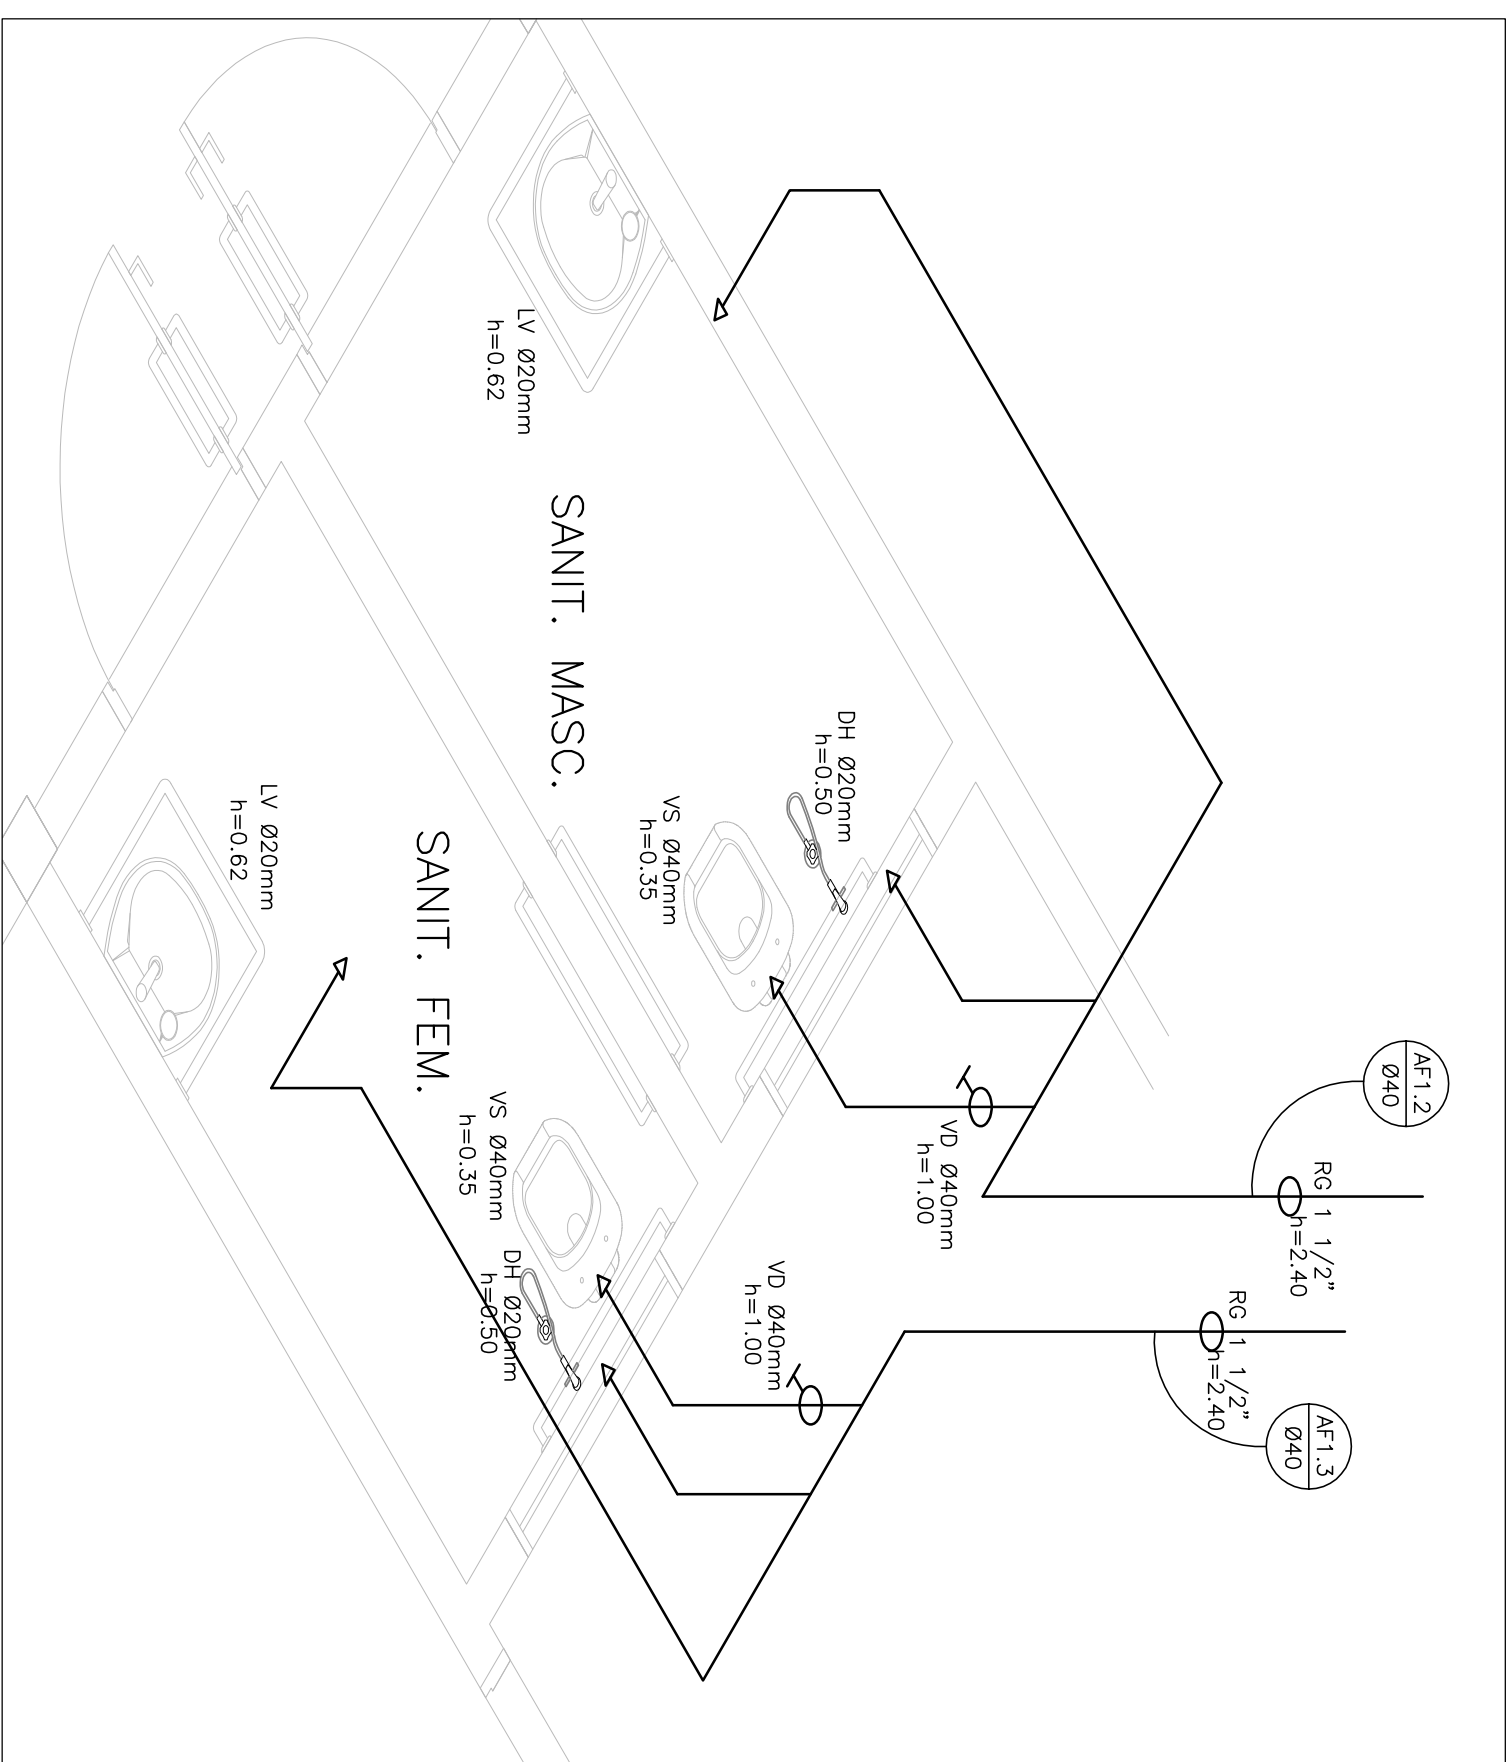 AF1.2
Ø40
RG 1 1/2"
h=2.40
RG 1 1/2"
h=2.40
AF1.3
Ø40
VD Ø40mm
h=1.00
VD Ø40mm
h=1.00
DH Ø20mm
h=0.50
VS Ø40mm
h=0.35
LV Ø20mm
h=0.62
SANIT. MASC.
VS Ø40mm
h=0.35
DH Ø20mm
h=0.50
SANIT. FEM.
LV Ø20mm
h=0.62